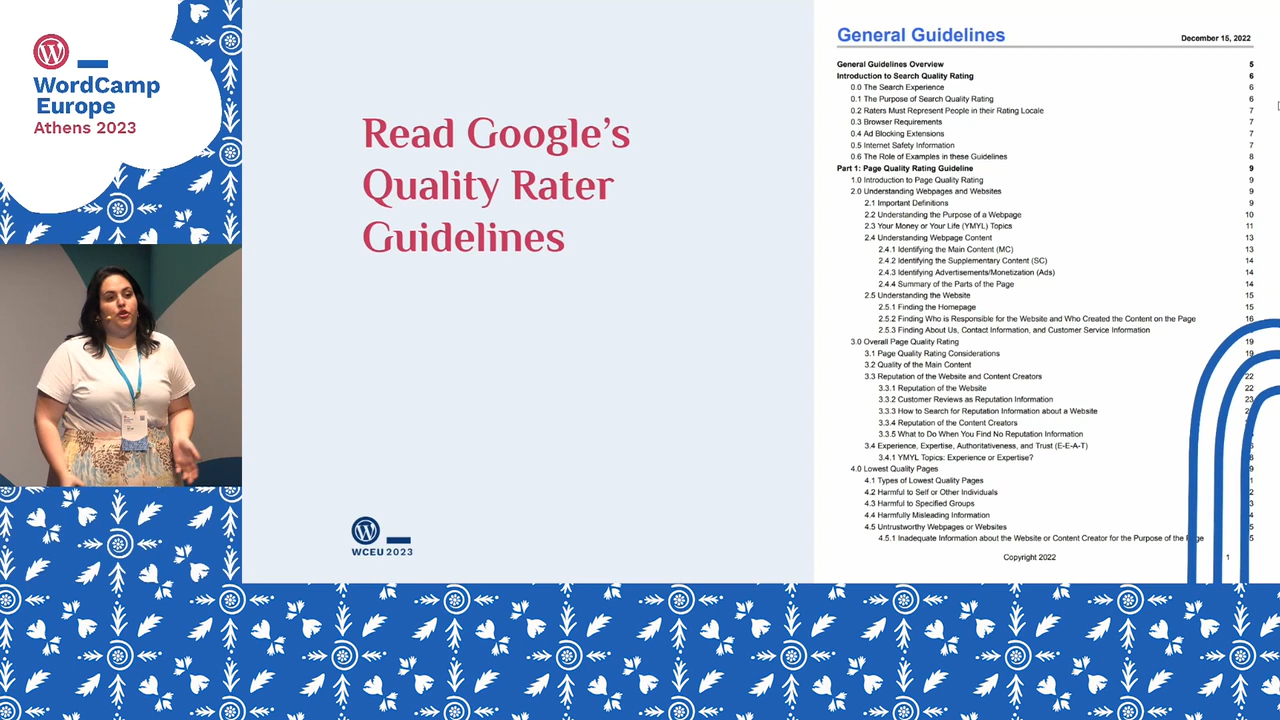 WordCamp
Europe
Athens 2023
Read Google's
Quality Rater
Guidelines
WCEU 2023
General Guidelines December 15, 2022
General Guidelines Overview 5
Introduction to Search Quality Rating 6
0.0 The Search Experience 6
0.1 The Purpose of Search Quality Rating 6
0.2 Raters Must Represent People in their Rating Locale 7
0.3 Browser Requirements 7
0.4 Ad Blocking Extensions 7
0.5 Internet Safety Information 7
0.6 The Role of Examples in these Guidelines 8
Part 1: Page Quality Rating Guideline 9
1.0 Introduction to Page Quality Rating 9
2.0 Understanding Webpages and Websites 9
2.1 Important Definitions 9
2.2 Understanding the Purpose of a Webpage 10
2.3 Your Money or Your Life (YMYL) Topics 11
2.4 Understanding Webpage Content 13
2.4.1 Identifying the Main Content (MC) 13
2.4.2 Identifying the Supplementary Content (SC) 14
2.4.3 Identifying Advertisements/Monetization (Ads) 14
2.4.4 Summary of the Parts of the Page 14
2.5 Understanding the Website 15
2.5.1 Finding the Homepage 15
2.5.2 Finding Who is Responsible for the Website and Who Created the Content on the Page 16
2.5.3 Finding About Us, Contact Information, and Customer Service Information
3.0 Overall Page Quality Rating 19
3.1 Page Quality Rating Considerations 19
3.2 Quality of the Main Content
3.3 Reputation of the Website and Content Creators 22
3.3.1 Reputation of the Website 22
3.3.2 Customer Reviews as Reputation Information 23
3.3.3 How to Search for Reputation Information about a Website
3.3.4 Reputation of the Content Creators
3.3.5 What to Do When You Find No Reputation Information
3.4 Experience, Expertise, Authoritativeness, and Trust (E-E-A-T)
3.4.1 YMYL Topics: Experience or Expertise?
4.0 Lowest Quality Pages
4.1 Types of Lowest Quality Pages
4.2 Harmful to Self or Other Individuals
4.3 Harmful to Specified Groups
4.4 Harmfully Misleading Information
4.5 Untrustworthy Webpages or Websites
4.5.1 Inadequate Information about the Website or Content Creator for the Purpose of the Page
Copyright 2022 1